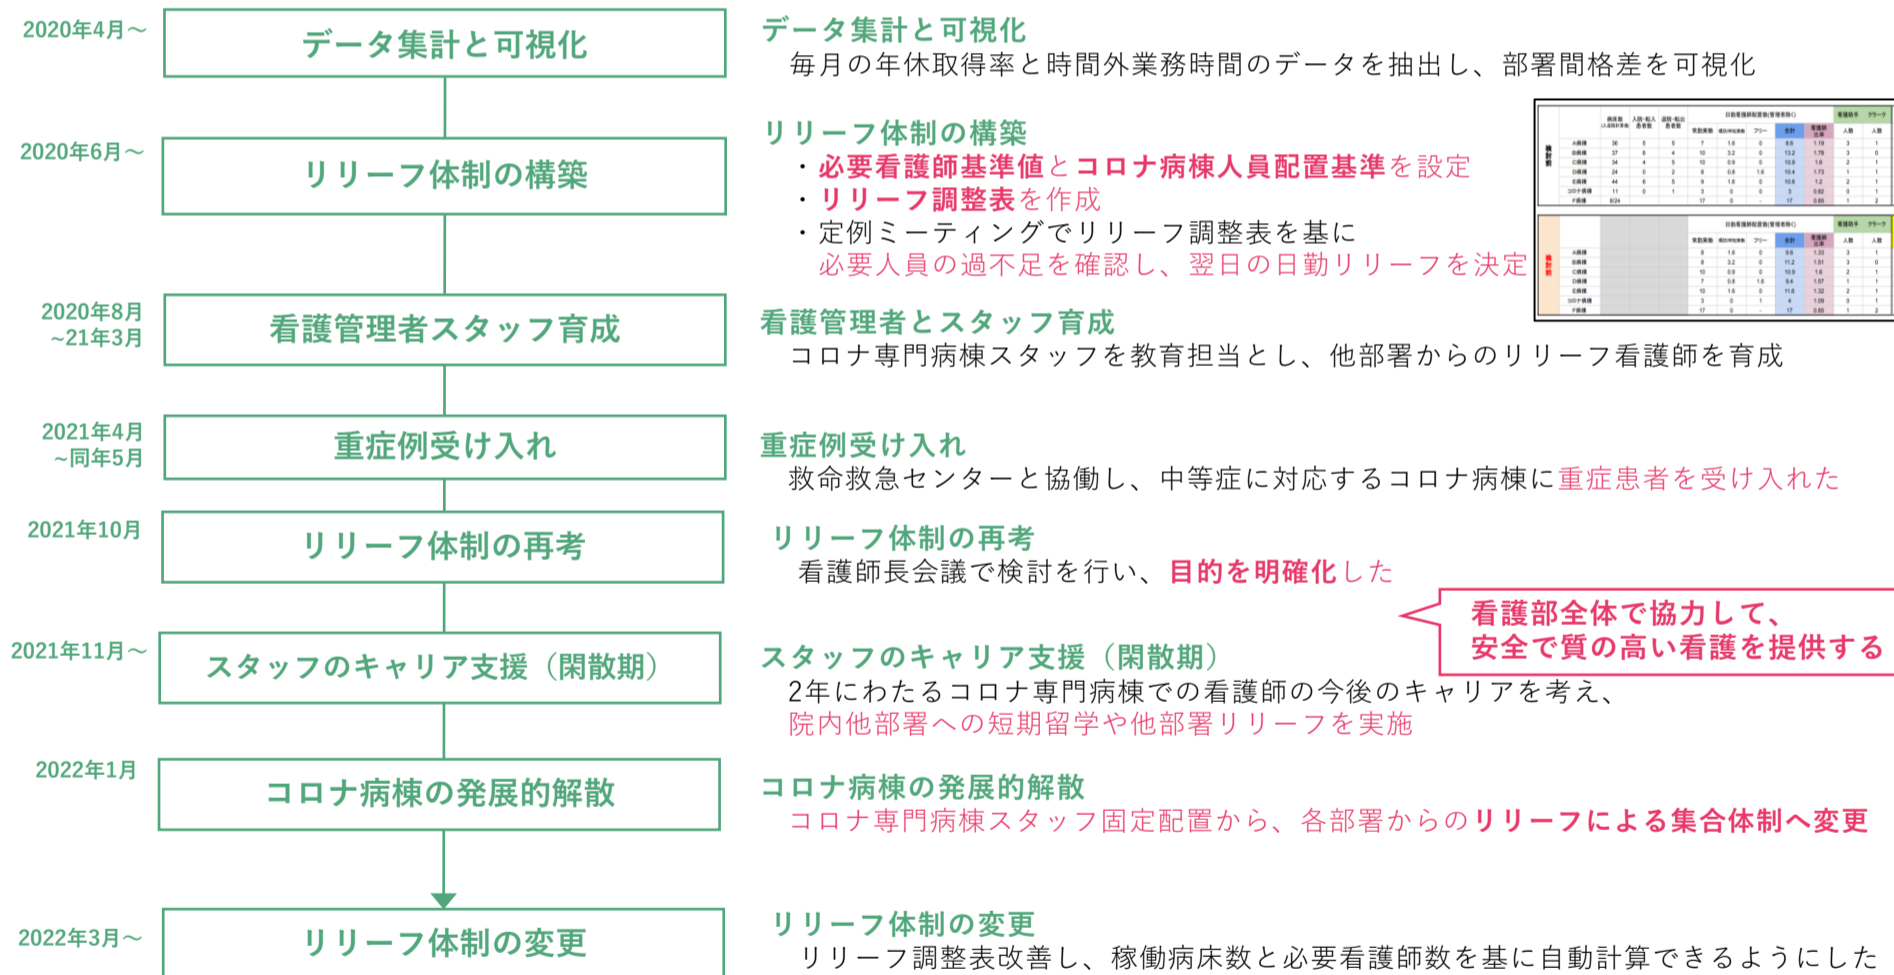 2020年4月～
データ集計と可視化
データ集計と可視化
毎月の年休取得率と時間外業務時間のデータを抽出し、部署間格差を可視化
2020年6月～
リリーフ体制の構築
リリーフ体制の構築
・必要看護師基準値とコロナ病棟人員配置基準を設定
・リリーフ調整表を作成
・定例ミーティングでリリーフ調整表を基に
必要人員の過不足を確認し、翌日の日勤リリーフを決定
2020年8月
~21年3月
看護管理者スタッフ育成
看護管理者とスタッフ育成
コロナ専門病棟スタッフを教育担当とし、他部署からのリリーフ看護師を育成
2021年4月
~同年5月
重症例受け入れ
重症例受け入れ
救命救急センターと協働し、中等症に対応するコロナ病棟に重症患者を受け入れた
2021年10月
リリーフ体制の再考
リリーフ体制の再考
看護師長会議で検討を行い、目的を明確化した
看護部全体で協力して、
安全で質の高い看護を提供する
2021年11月～
スタッフのキャリア支援（閑散期）
スタッフのキャリア支援（閑散期）
2年にわたるコロナ専門病棟での看護師の今後のキャリアを考え、
院内他部署への短期留学や他部署リリーフを実施
2022年1月
コロナ病棟の発展的解散
コロナ病棟の発展的解散
コロナ専門病棟スタッフ固定配置から、各部署からのリリーフによる集合体制へ変更
2022年3月～
リリーフ体制の変更
リリーフ体制の変更
リリーフ調整表改善し、稼働病床数と必要看護師数を基に自動計算できるようにした